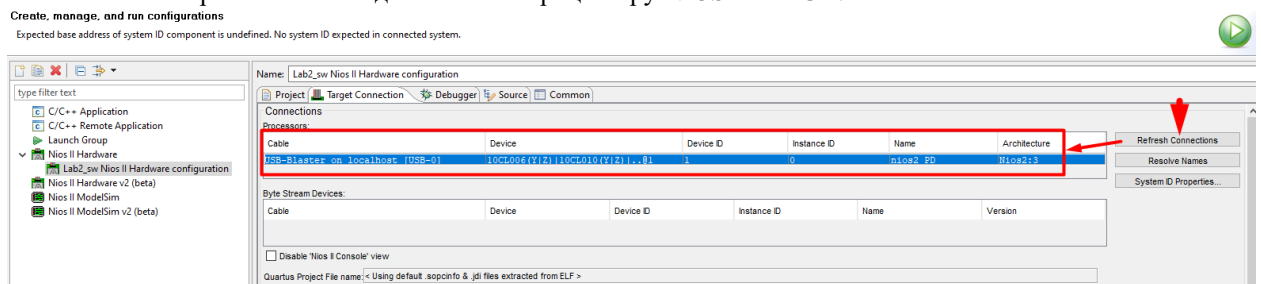 Create, manage, and run configurations
Expected base address of system ID component is undefined. No system ID expected in connected system.
Name: Lab2_sw Nios II Hardware configuration
type filter text
Project Target Connection Debugger Source Common
C/C++ Application
C/C++ Remote Application
Launch Group
Nios II Hardware
Lab2_sw Nios II Hardware configuration
Nios II Hardware v2 (beta)
Nios II ModelSim
Nios II ModelSim v2 (beta)
Connections
Processors:
Cable Device Device ID Instance ID Name Architecture
USB-Blaster on localhost [USB-0] 10CL006(Y|Z)|10CL010(Y|Z)|..@1 1 0 nios2 PD Nios2:3
Refresh Connections
Resolve Names
System ID Properties...
Byte Stream Devices:
Cable Device Device ID Instance ID Name Version
Disable 'Nios II Console' view
Quartus Project File name: < Using default .sopcinfo & .jdi files extracted from ELF >